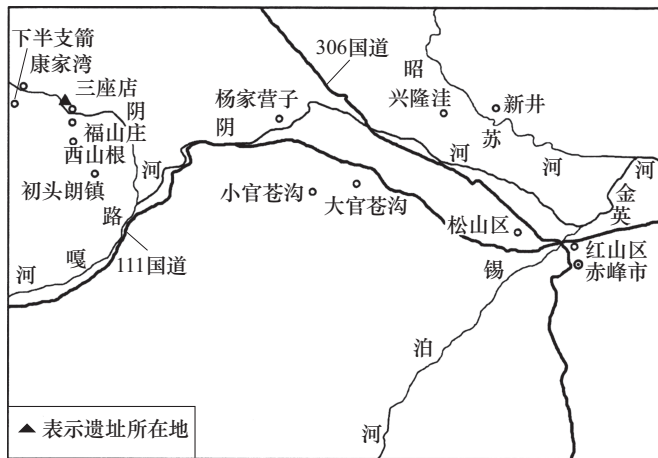 下半支箭
康家湾
三座店
福山庄
西山根
初头朗镇
阴
河
路
嘎
河
111国道
杨家营子
阴
河
306国道
昭
苏
河
兴隆洼
新井
河
金
英
小官苍沟
大官苍沟
松山区
红山区
赤峰市
锡
泊
河
▲ 表示遗址所在地